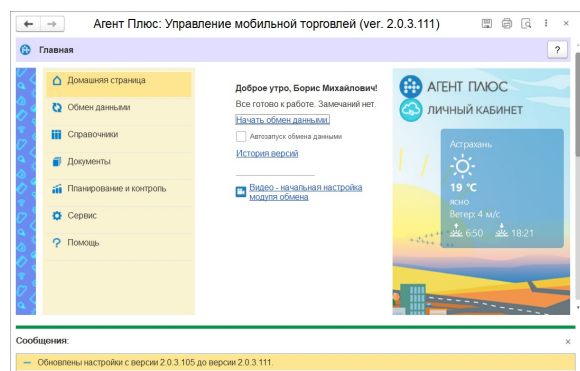 Агент Плюс: Управление мобильной торговлей (ver. 2.0.3.111)
Главная
?
Домашняя страница
Обмен данными
Справочники
Документы
Планирование и контроль
Сервис
Помощь
Доброе утро, Борис Михайлович!
Все готово к работе. Замечаний нет.
Начать обмен данными.
Автозапуск обмена данными
История версий
Видео - начальная настройка
модуля обмена
АГЕНТ ПЛЮС
ЛИЧНЫЙ КАБИНЕТ
Астрахань
19 °C
ясно
Ветер: 4 м/с
6:50 18:21
Сообщения:
Обновлены настройки с версии 2.0.3.105 до версии 2.0.3.111.